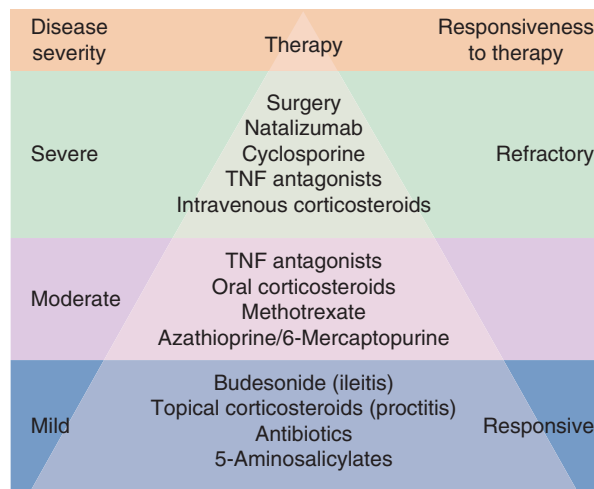 Disease
severity
Therapy
Responsiveness
to therapy
Severe
Surgery
Natalizumab
Cyclosporine
TNF antagonists
Intravenous corticosteroids
Refractory
Moderate
TNF antagonists
Oral corticosteroids
Methotrexate
Azathioprine/6-Mercaptopurine
Mild
Budesonide (ileitis)
Topical corticosteroids (proctitis)
Antibiotics
5-Aminosalicylates
Responsive